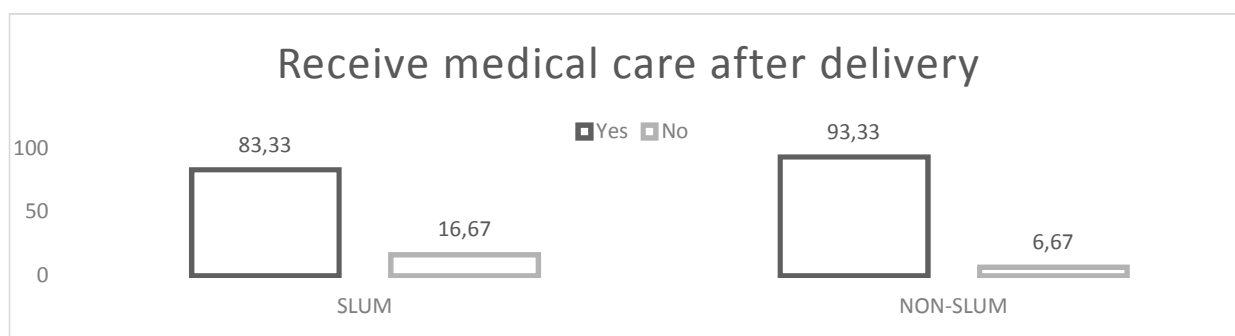 Receive medical care after delivery
Yes No
100
50
0
83,33
16,67
93,33
6,67
SLUM
NON-SLUM